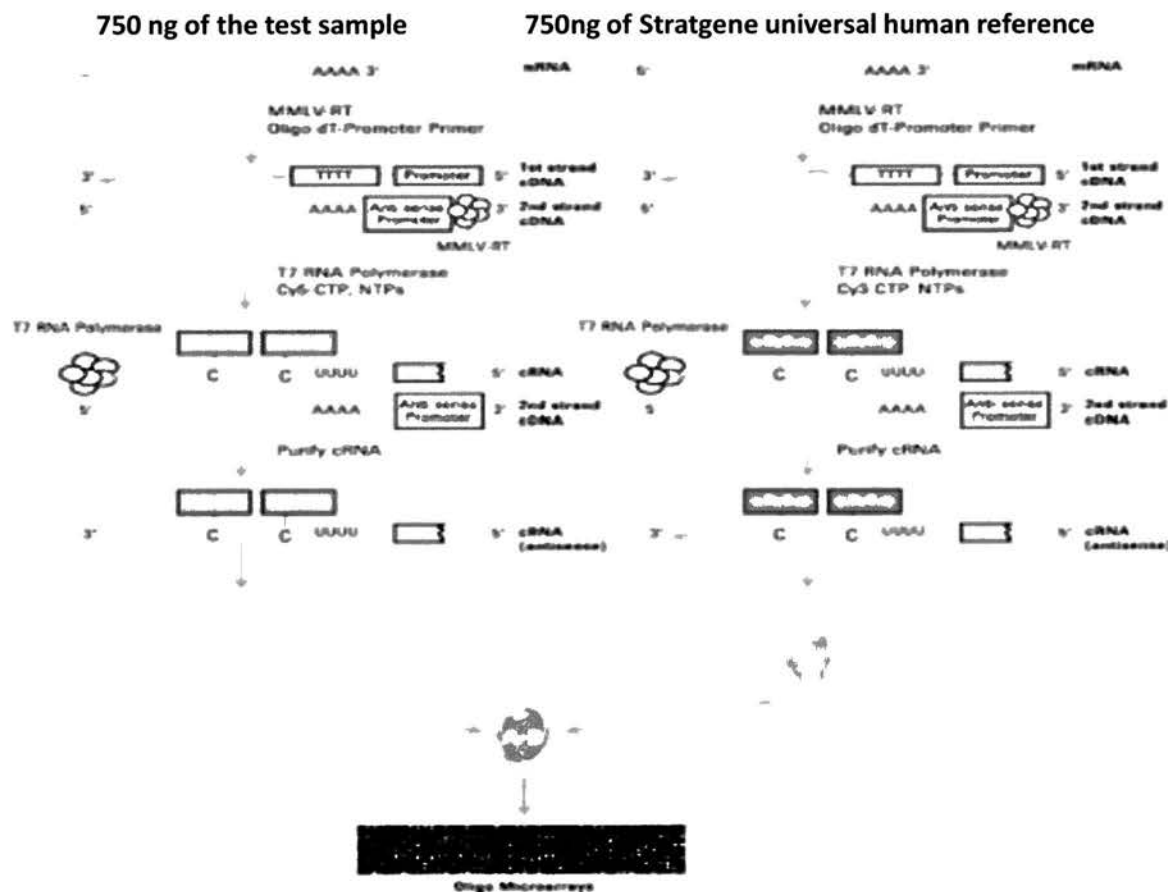 750 ng of the test sample
750ng of Stratgene universal human reference
AAAA 3'
mRNA
5'
AAAA 3'
mRNA
MMLV-RT
Oligo dT-Promoter Primer
MMLV-RT
Oligo dT-Promoter Primer
3'
TTTT
Promoter
5'
1st strand
cDNA
3'
TTTT
Promoter
5'
1st strand
cDNA
5'
AAAA
Anti sense
Promoter
3'
2nd strand
cDNA
5'
AAAA
Anti sense
Promoter
3'
2nd strand
cDNA
MMLV-RT
MMLV-RT
T7 RNA Polymerase
Cy5 CTP, NTPs
T7 RNA Polymerase
Cy3 CTP NTPs
T7 RNA Polymerase
T7 RNA Polymerase
C
C
UUUU
5'
cRNA
C
C
UUUU
5'
cRNA
5'
AAAA
Anti sense
Promoter
3'
2nd strand
cDNA
5
AAAA
Anti sense
Promoter
3'
2nd strand
cDNA
Purify cRNA
Purify cRNA
3'
C
C
UUUU
5'
cRNA
(antisense)
3'
C
C
UUUU
5'
cRNA
(antisense)
Oligo Microarrays